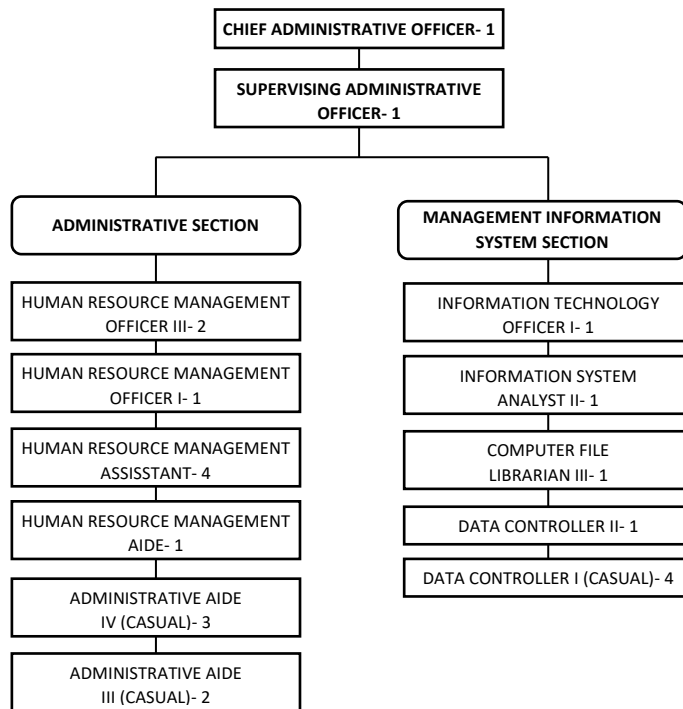 CHIEF ADMINISTRATIVE OFFICER- 1
SUPERVISING ADMINISTRATIVE
OFFICER- 1
ADMINISTRATIVE SECTION
HUMAN RESOURCE MANAGEMENT
OFFICER III- 2
HUMAN RESOURCE MANAGEMENT
OFFICER I- 1
HUMAN RESOURCE MANAGEMENT
ASSISSTANT- 4
HUMAN RESOURCE MANAGEMENT
AIDE- 1
ADMINISTRATIVE AIDE
IV (CASUAL)- 3
ADMINISTRATIVE AIDE
III (CASUAL)- 2
MANAGEMENT INFORMATION
SYSTEM SECTION
INFORMATION TECHNOLOGY
OFFICER I- 1
INFORMATION SYSTEM
ANALYST II- 1
COMPUTER FILE
LIBRARIAN III- 1
DATA CONTROLLER II- 1
DATA CONTROLLER I (CASUAL)- 4